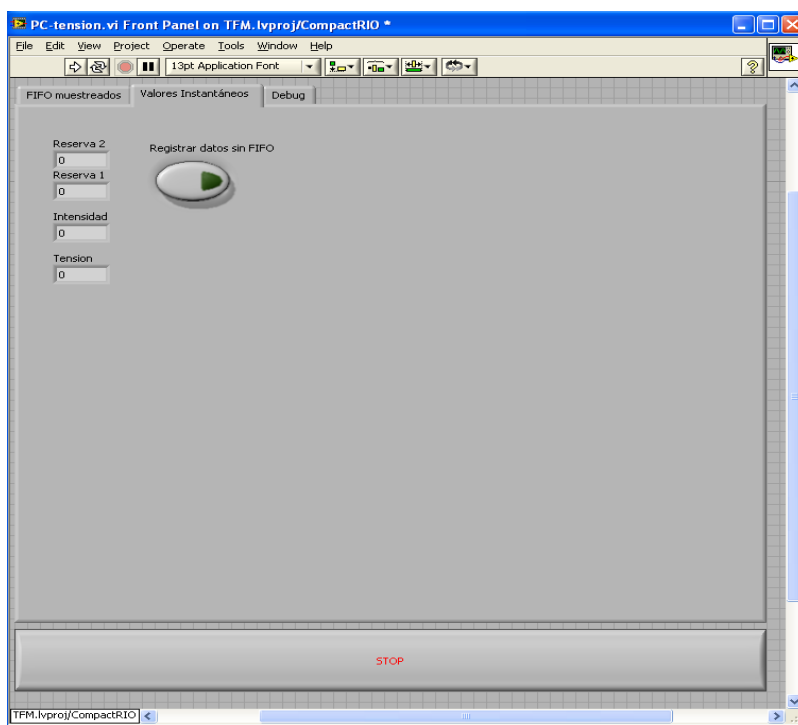 PC-tension.vi Front Panel on TFM.lvproj/CompactRIO *
File Edit View Project Operate Tools Window Help
13pt Application Font
FIFO muestreados Valores Instantáneos Debug
Reserva 2
0
Registrar datos sin FIFO
Reserva 1
0
Intensidad
0
Tension
0
STOP
TFM.lvproj/CompactRIO